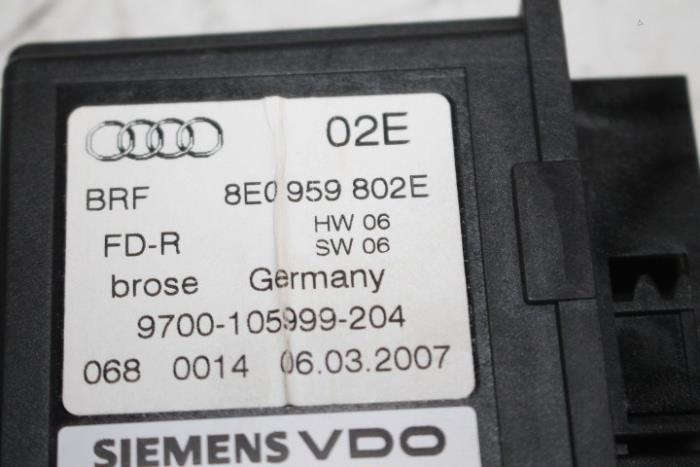 02E
BRF 8E0 959 802E
FD-R HW 06
SW 06
brose Germany
9700-105999-204
068 0014 06.03.2007
SIEMENS VDO